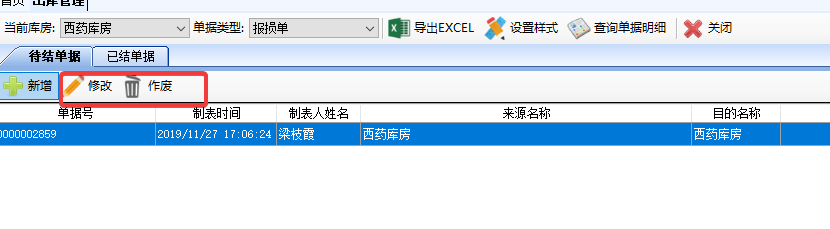 首页 出库管理
当前库房: 西药库房 单据类型: 报损单 导出EXCEL 设置样式 查询单据明细 关闭
待结单据 已结单据
新增 修改 作废
单据号 制表时间 制表人姓名 来源名称 目的名称
0000002859 2019/11/27 17:06:24 梁枝霞 西药库房 西药库房